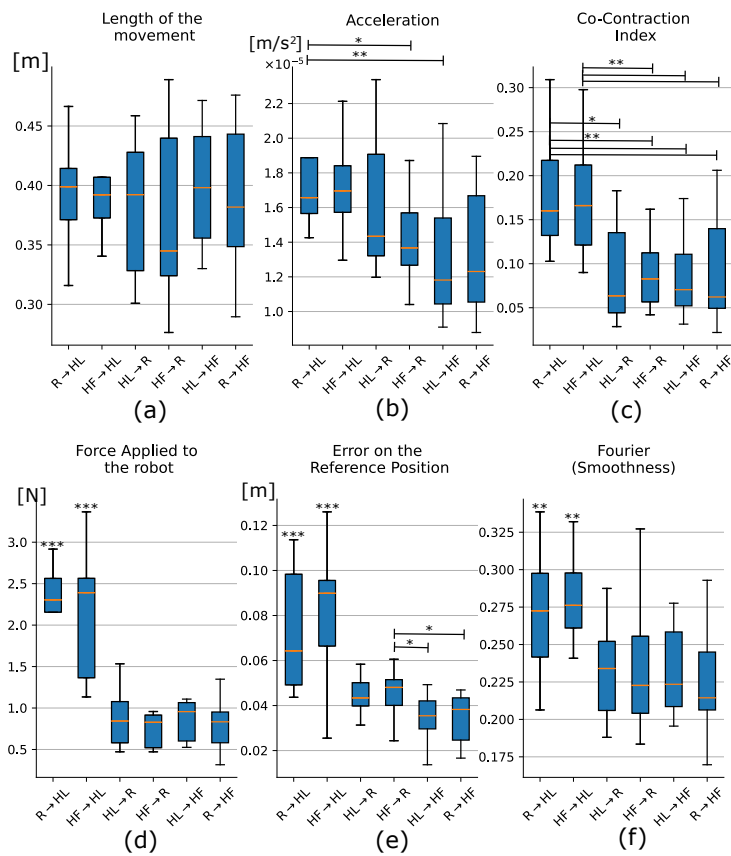 Length of the
movement
[m]
0.45
0.40
0.35
0.30
R→HL
HF→HL
HL→R
HF→R
HL→HF
R→HF
(a)
Acceleration
[m/s²]
×10⁻⁵
*
**
2.2
2.0
1.8
1.6
1.4
1.2
1.0
R→HL
HF→HL
HL→R
HF→R
HL→HF
R→HF
(b)
Co-Contraction
Index
**
*
**
0.30
0.25
0.20
0.15
0.10
0.05
R→HL
HF→HL
HL→R
HF→R
HL→HF
R→HF
(c)
Force Applied to
the robot
[N]
***
***
3.0
2.5
2.0
1.5
1.0
0.5
R→HL
HF→HL
HL→R
HF→R
HL→HF
R→HF
(d)
Error on the
Reference Position
[m]
***
***
*
*
0.12
0.10
0.08
0.06
0.04
0.02
R→HL
HF→HL
HL→R
HF→R
HL→HF
R→HF
(e)
Fourier
(Smoothness)
**
**
0.325
0.300
0.275
0.250
0.225
0.200
0.175
R→HL
HF→HL
HL→R
HF→R
HL→HF
R→HF
(f)